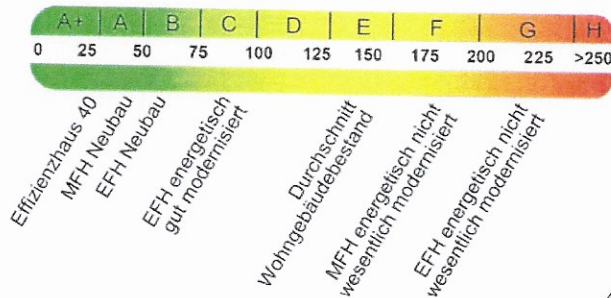 A+ A B C D E F G H
0 25 50 75 100 125 150 175 200 225 >250
Effizienzhaus 40
MFH Neubau
EFH Neubau
EFH energetisch
gut modernisiert
Durchschnitt
Wohngebäudebestand
MFH energetisch nicht
wesentlich modernisiert
EFH energetisch nicht
wesentlich modernisiert